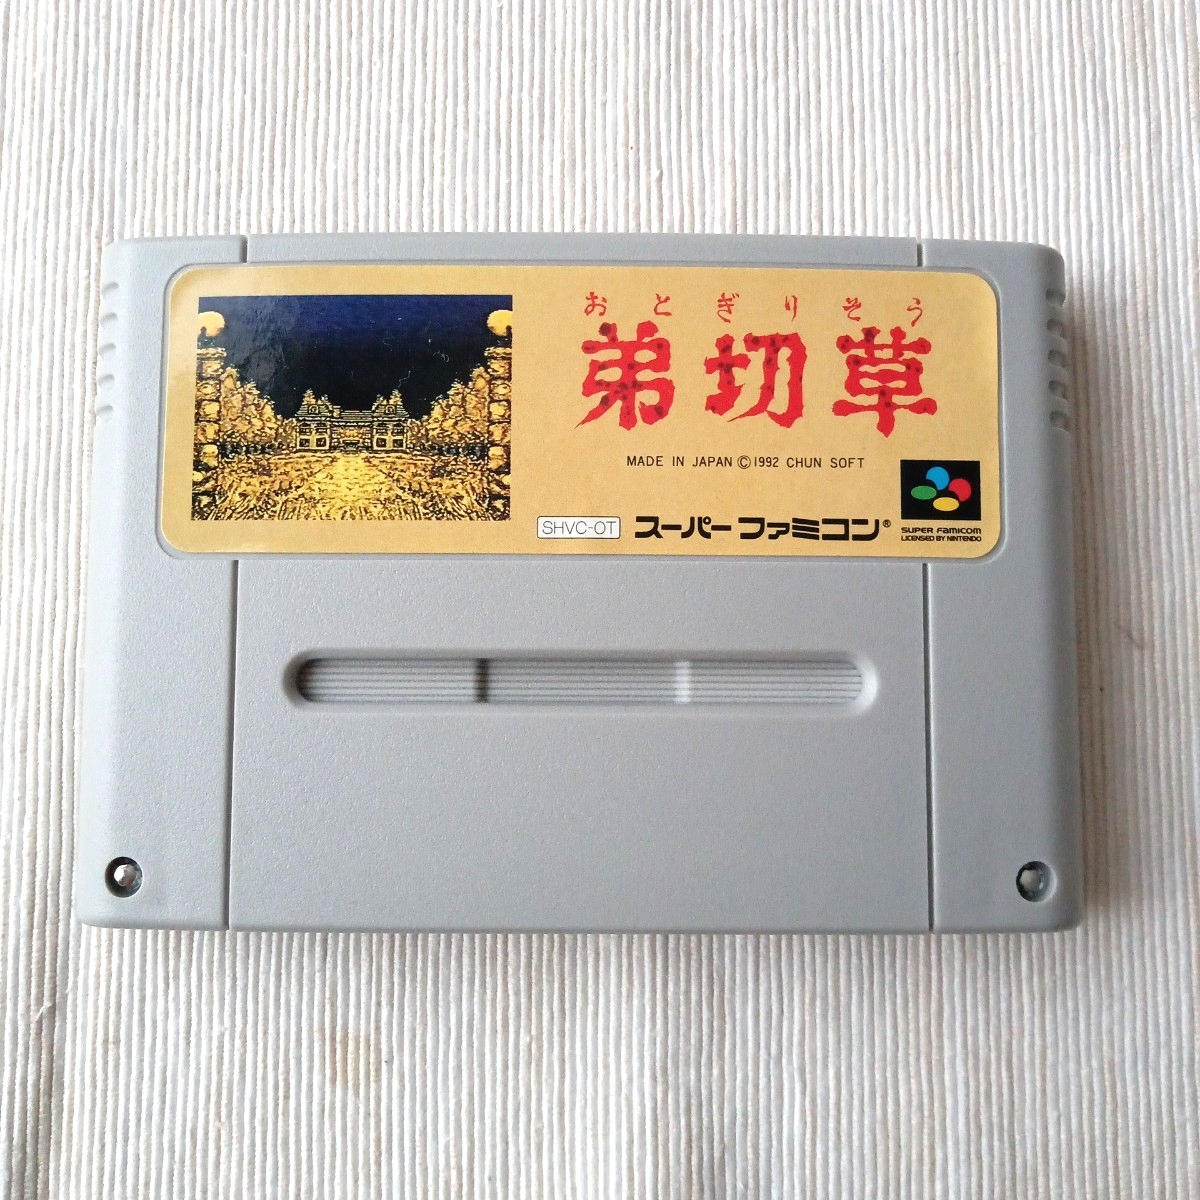 おとぎりそう
弟切草
MADE IN JAPAN ©1992 CHUN SOFT
SHVC-OT スーパーファミコン®
SUPER FAMICOM
LICENSED BY NINTENDO